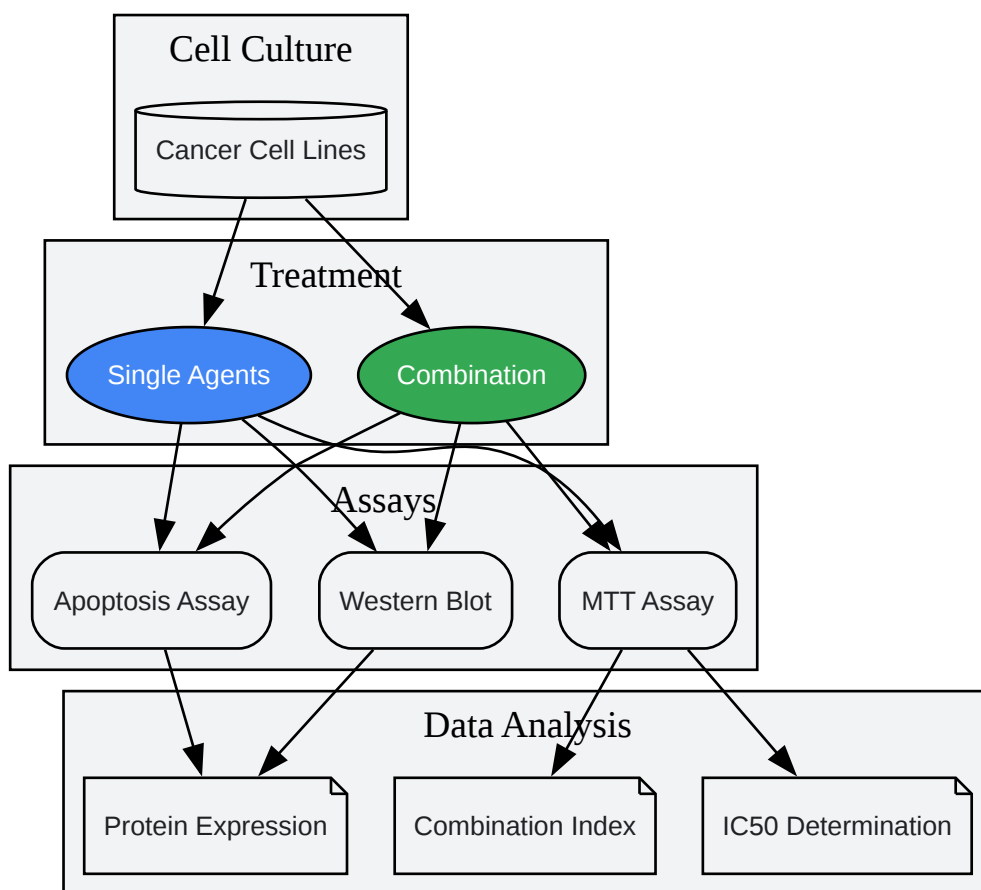 Cell Culture
Cancer Cell Lines
Treatment
Single Agents
Combination
Assays
Apoptosis Assay
Western Blot
MTT Assay
Data Analysis
Protein Expression
Combination Index
IC50 Determination